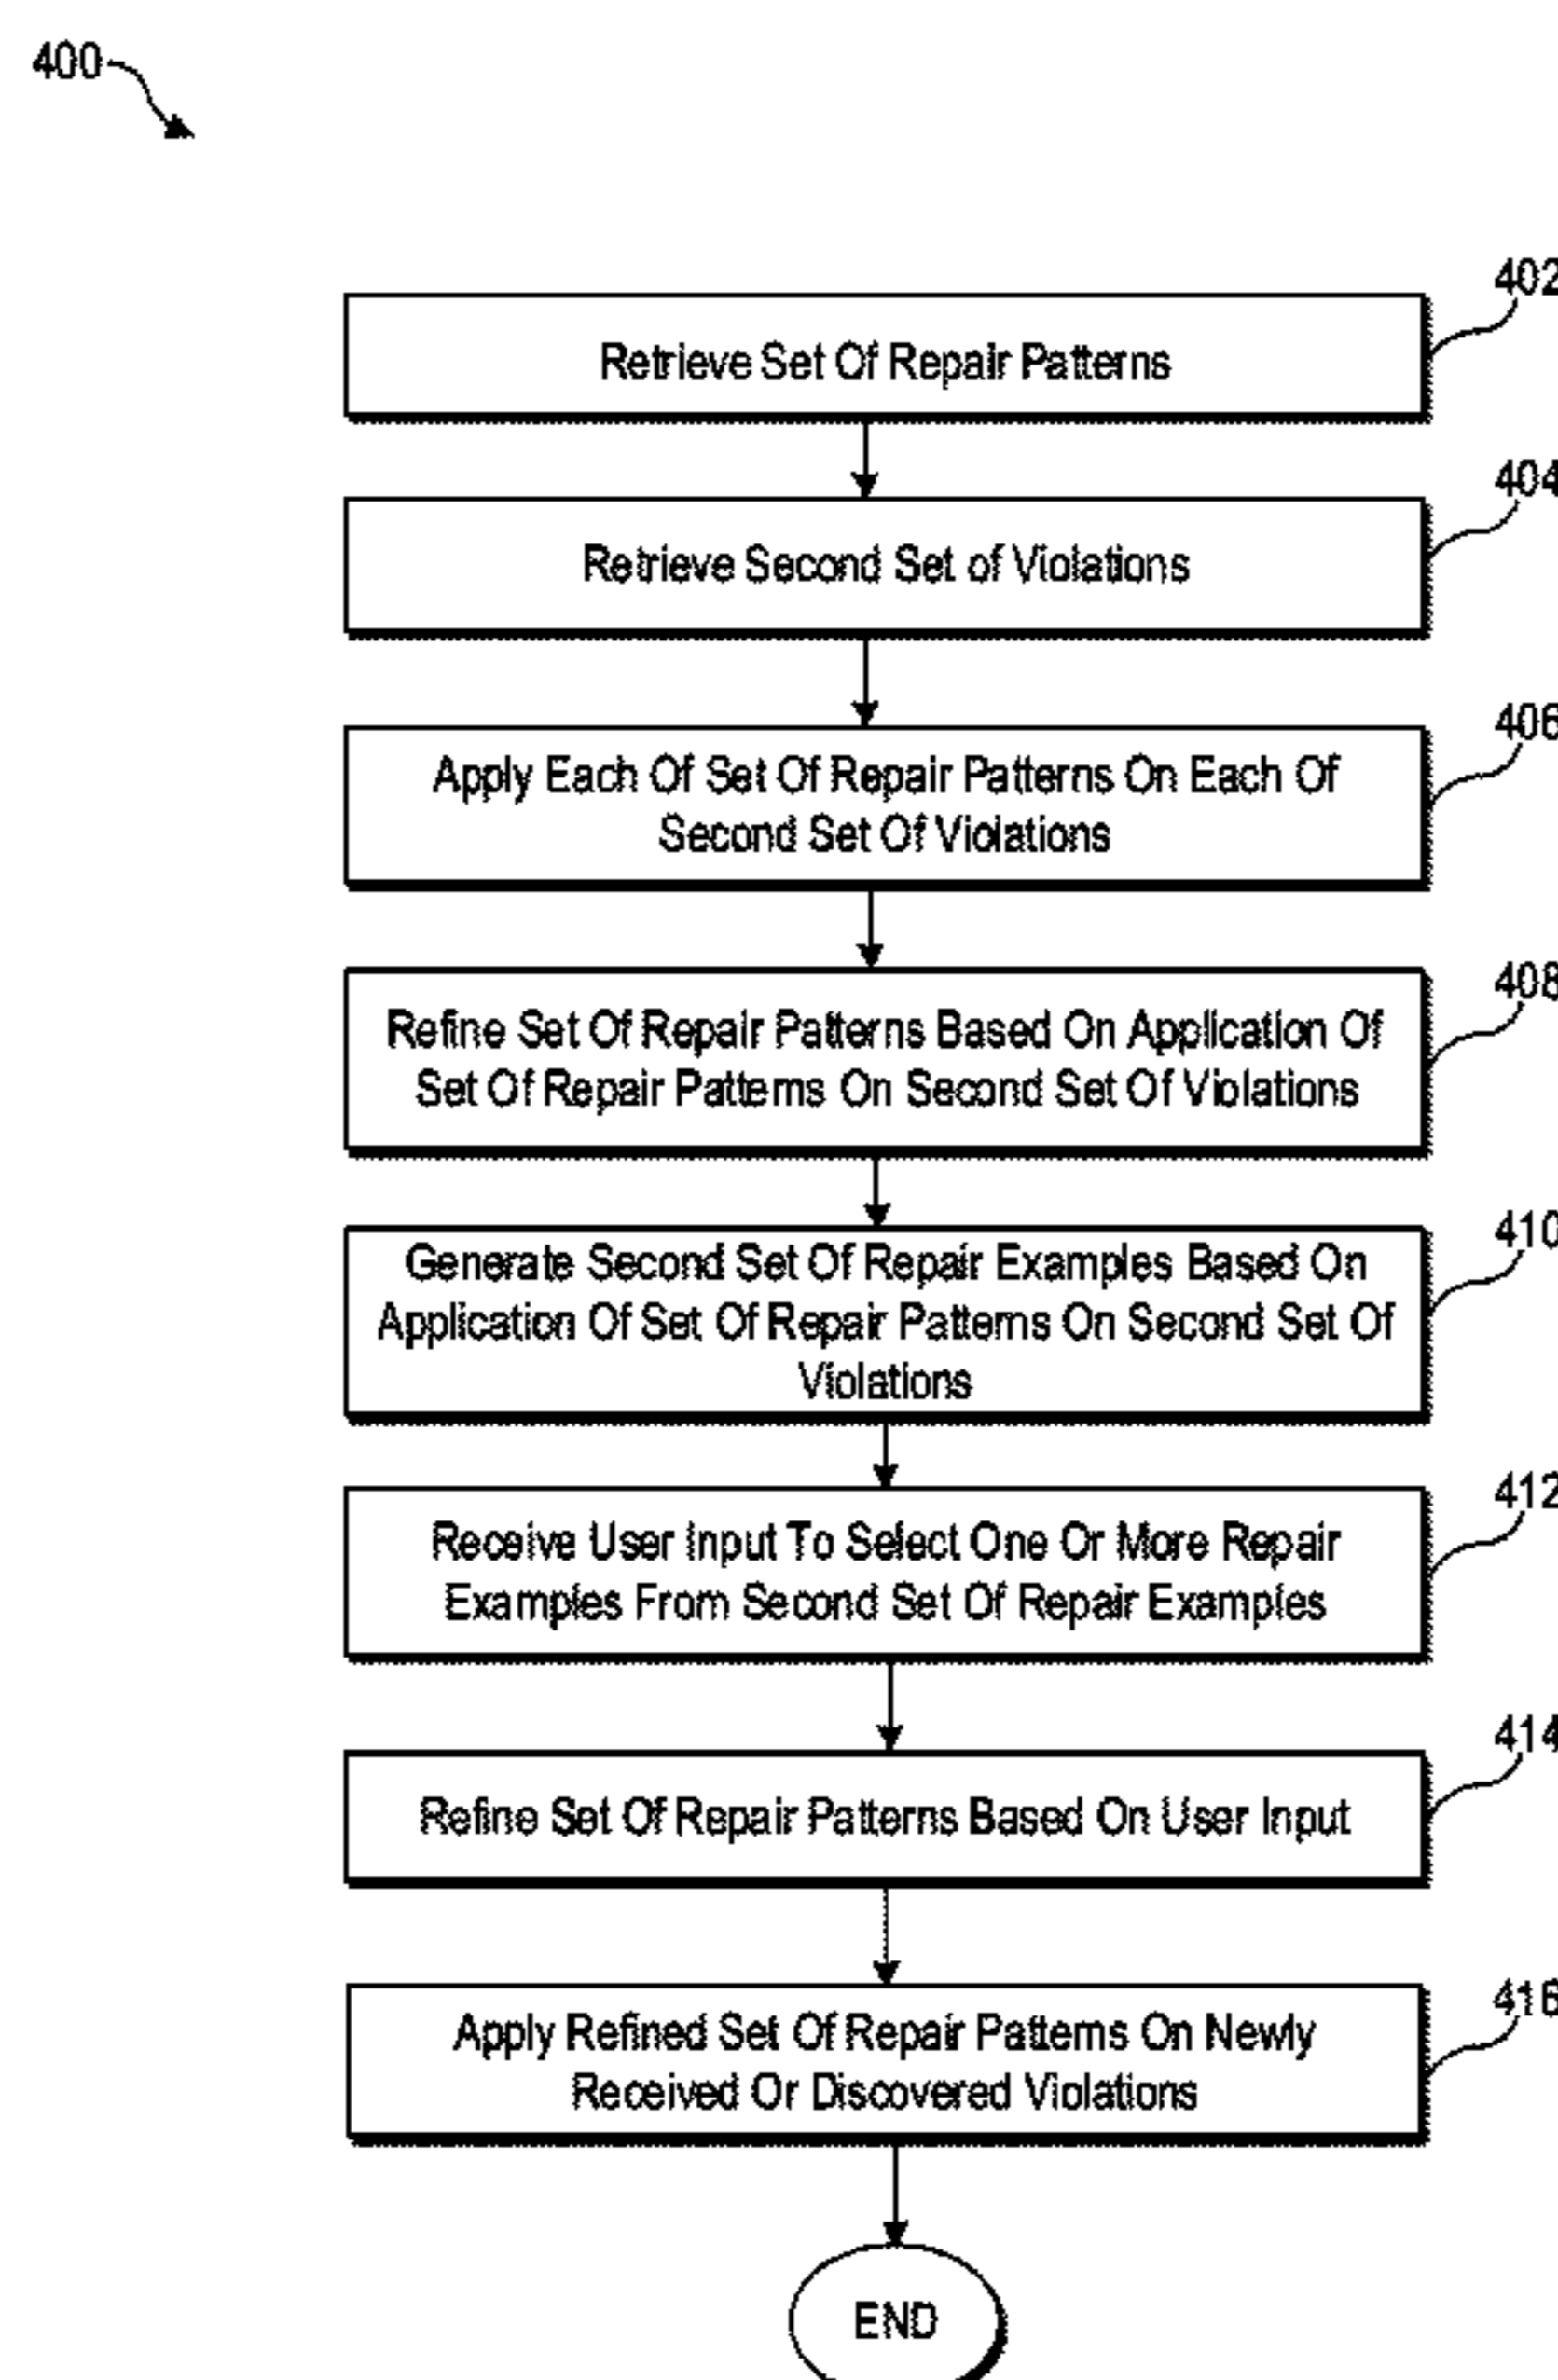 400
402
Retrieve Set Of Repair Patterns
404
Retrieve Second Set of Violations
406
Apply Each Of Set Of Repair Patterns On Each Of
Second Set Of Violations
408
Refine Set Of Repair Patterns Based On Application Of
Set Of Repair Patterns On Second Set Of Violations
410
Generate Second Set Of Repair Examples Based On
Application Of Set Of Repair Patterns On Second Set Of
Violations
412
Receive User Input To Select One Or More Repair
Examples From Second Set Of Repair Examples
414
Refine Set Of Repair Patterns Based On User Input
416
Apply Refined Set Of Repair Patterns On Newly
Received Or Discovered Violations
END